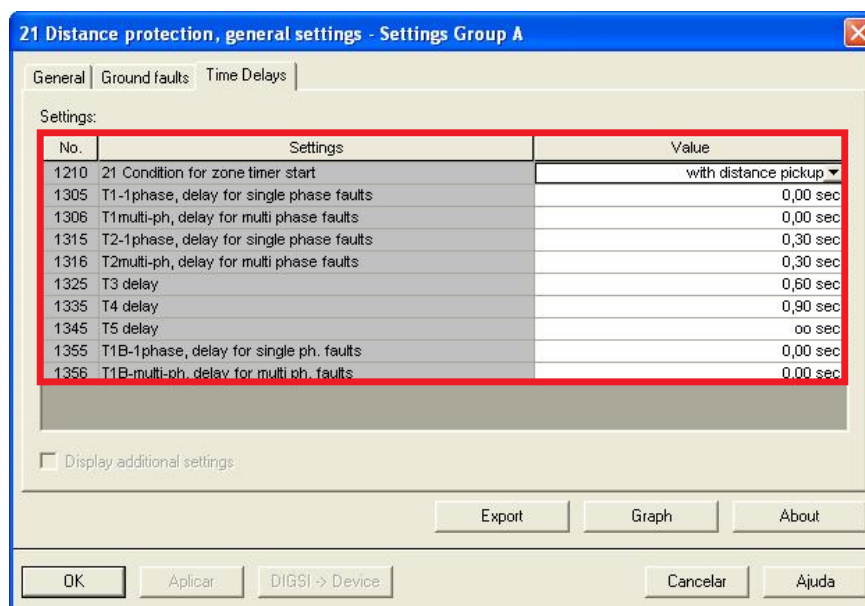 21 Distance protection, general settings - Settings Group A
General Ground faults Time Delays
Settings:
No. Settings Value
1210 21 Condition for zone timer start with distance pickup
1305 T1-1phase, delay for single phase faults 0,00 sec
1306 T1multi-ph, delay for multi phase faults 0,00 sec
1315 T2-1phase, delay for single phase faults 0,30 sec
1316 T2multi-ph, delay for multi phase faults 0,30 sec
1325 T3 delay 0,60 sec
1335 T4 delay 0,90 sec
1345 T5 delay oo sec
1355 T1B-1phase, delay for single ph. faults 0,00 sec
1356 T1B-multi-ph, delay for multi ph. faults 0,00 sec
Display additional settings
Export Graph About
OK Aplicar DIGSI -> Device Cancelar Ajuda